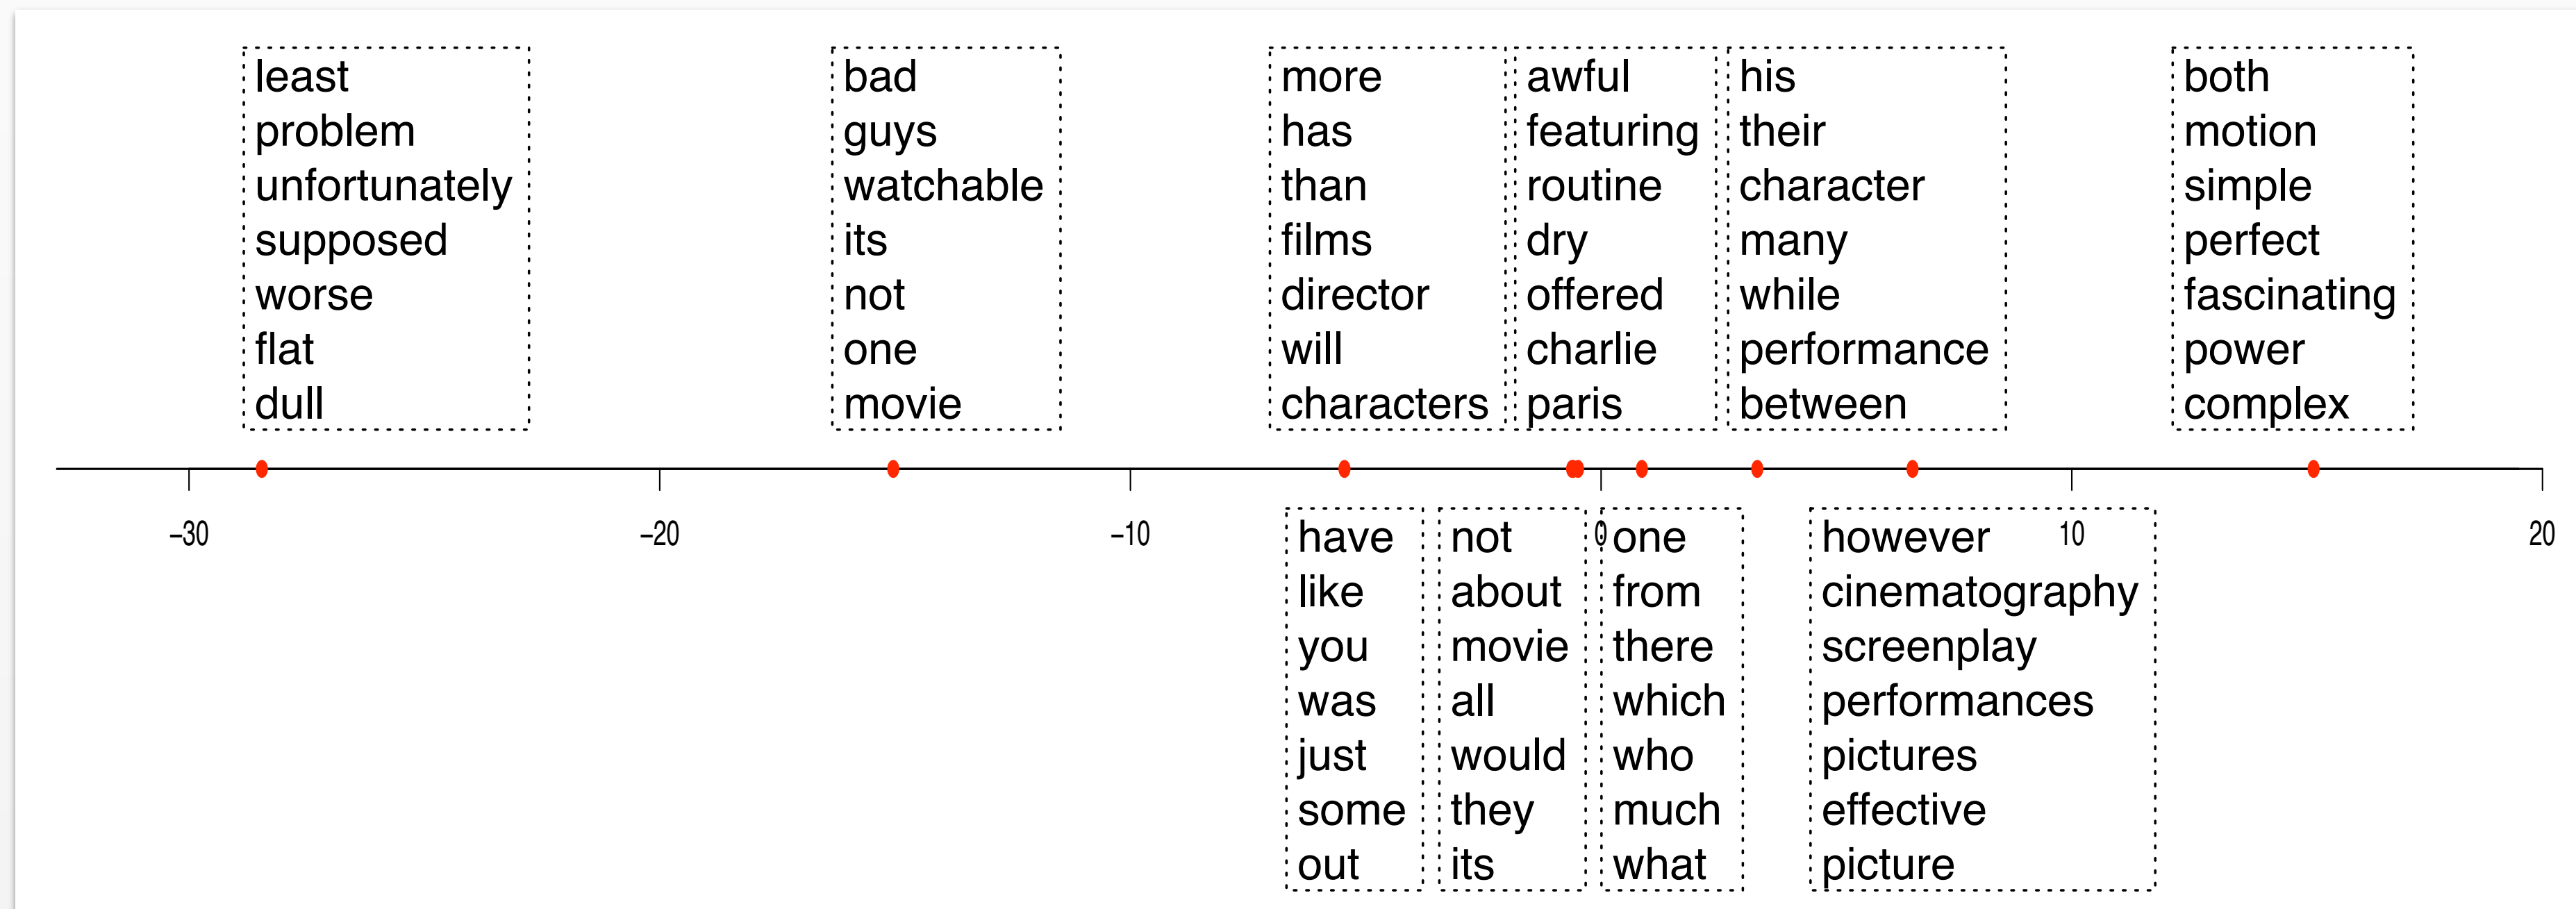 least
problem
unfortunately
supposed
worse
flat
dull
bad
guys
watchable
its
not
one
movie
more
has
than
films
director
will
characters
awful
featuring
routine
dry
offered
charlie
paris
his
their
character
many
while
performance
between
both
motion
simple
perfect
fascinating
power
complex
−30
−20
−10
0
10
20
have
like
you
was
just
some
out
not
about
movie
all
would
they
its
one
from
there
which
who
much
what
however
cinematography
screenplay
performances
pictures
effective
picture